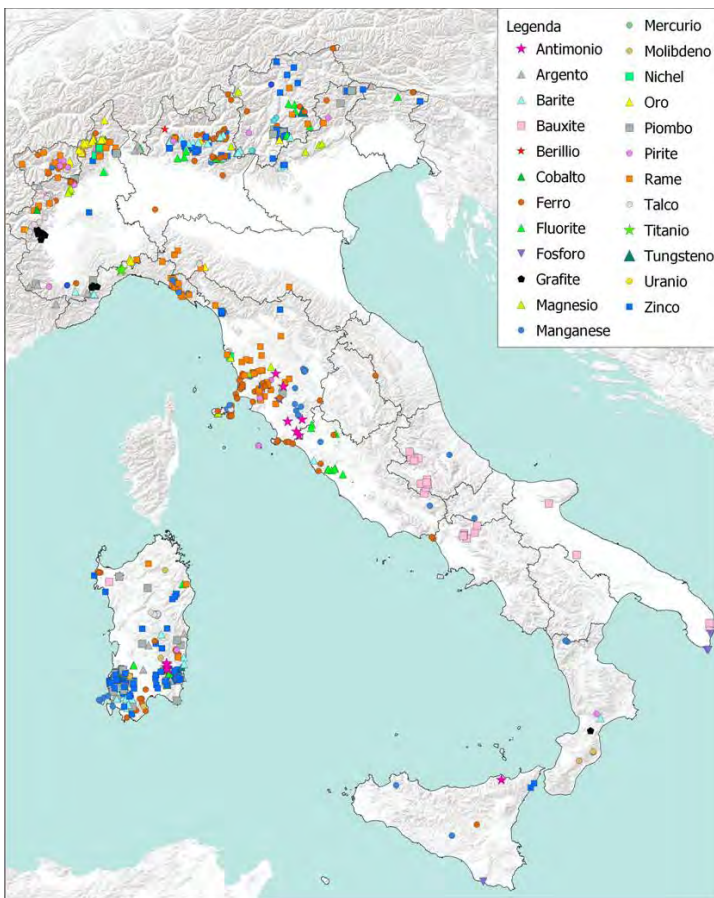 Legenda
Antimonio
Argento
Barite
Bauxite
Berillio
Cobalto
Ferro
Fluorite
Fosforo
Grafite
Magnesio
Manganese
Mercurio
Molibdeno
Nichel
Oro
Piombo
Pirite
Rame
Talco
Titanio
Tungsteno
Uranio
Zinco